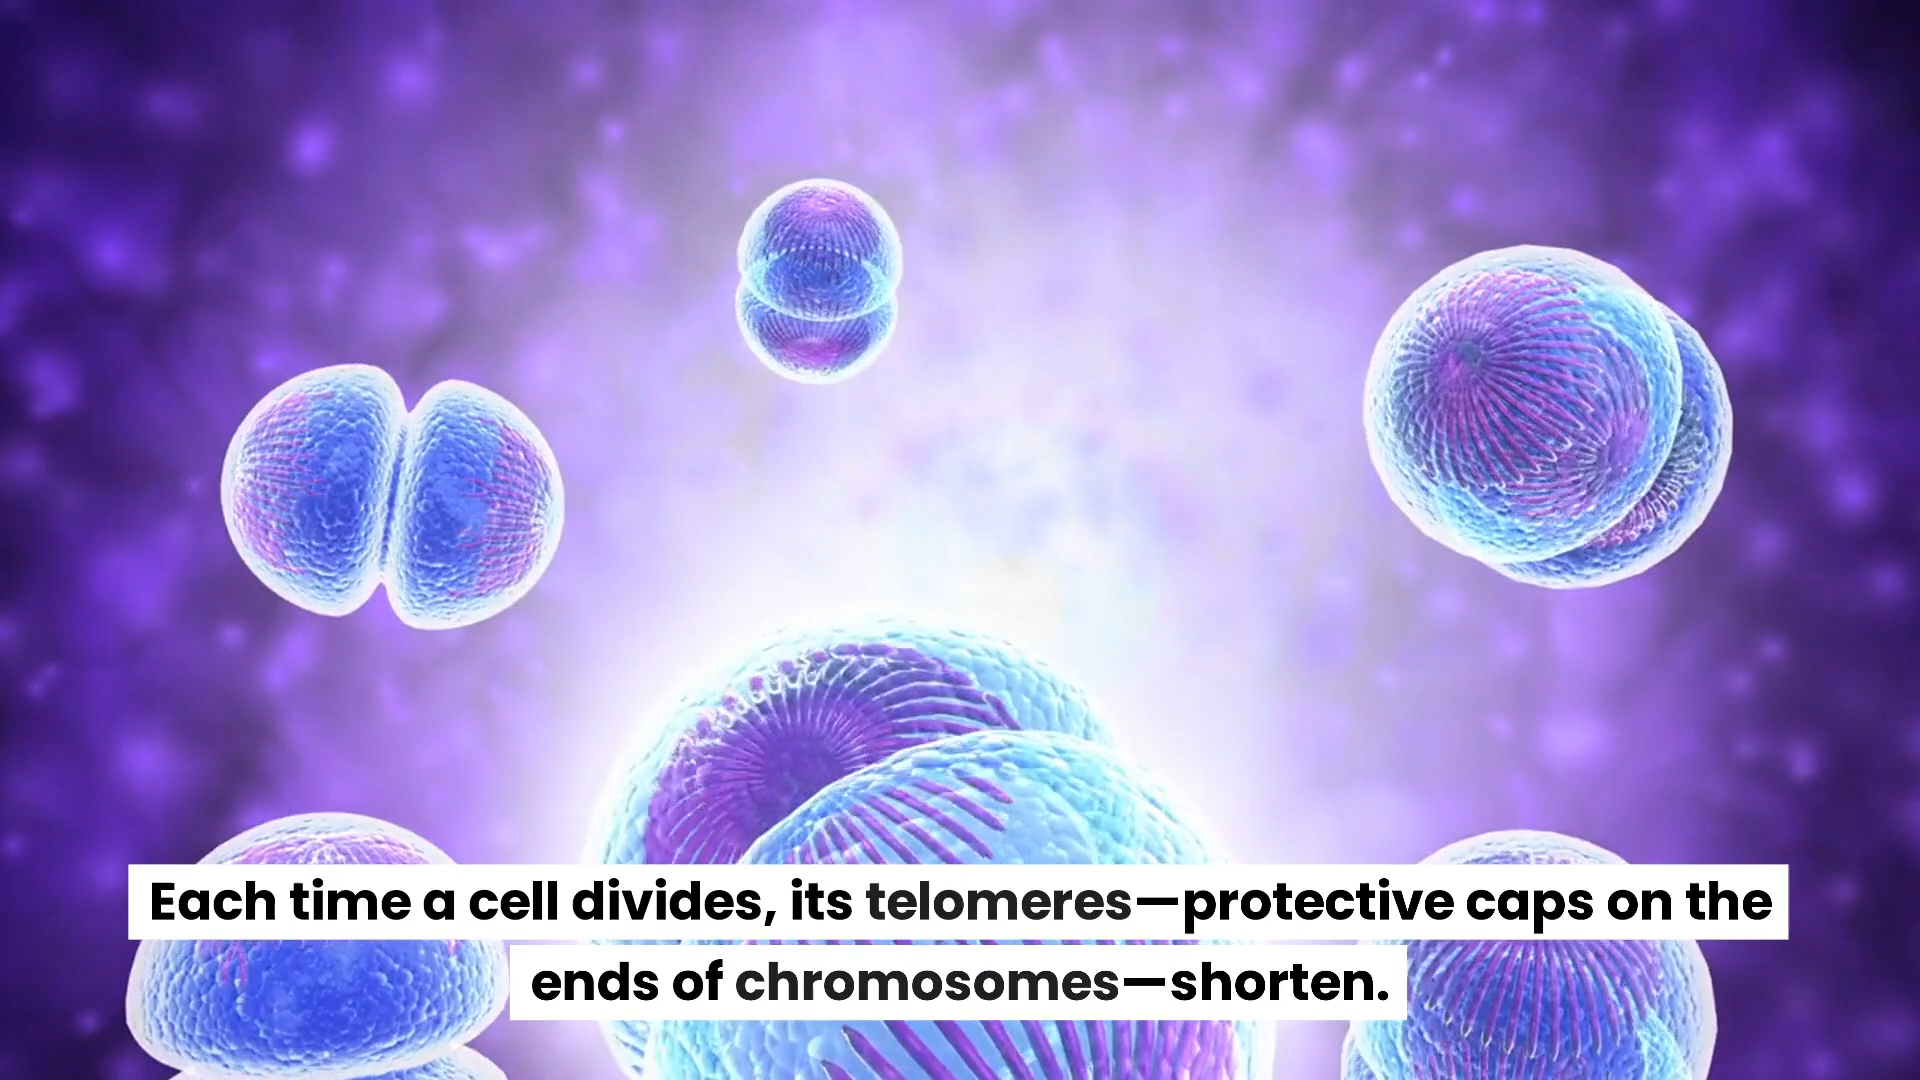 Each time a cell divides, its telomeres—protective caps on the
ends of chromosomes—shorten.